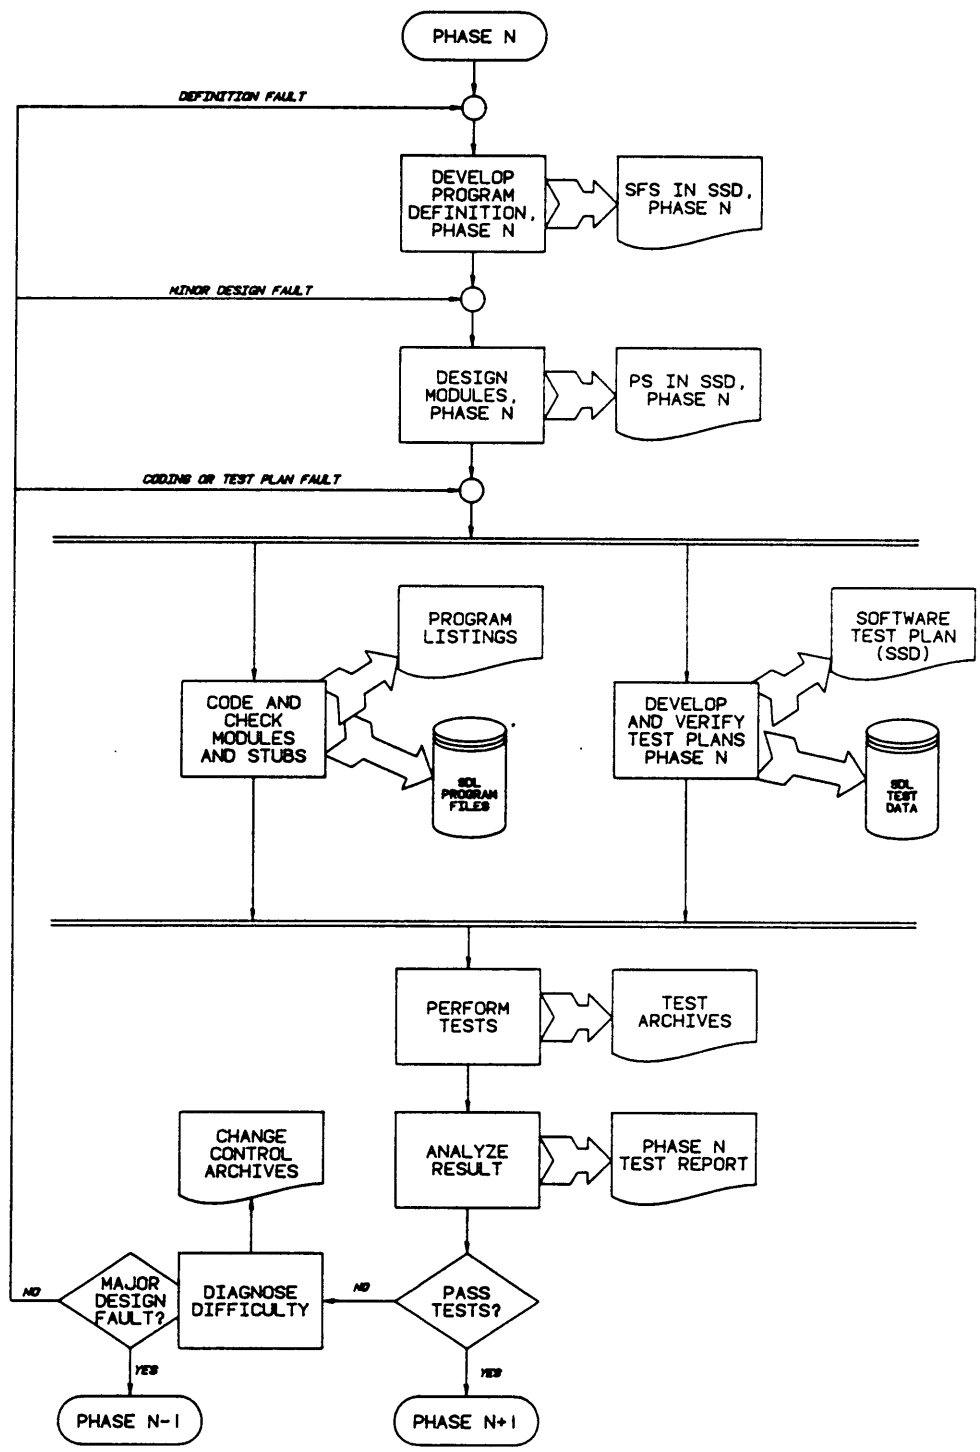 PHASE N
DEFINITION FAULT
DEVELOP
PROGRAM
DEFINITION,
PHASE N
SFS IN SSD,
PHASE N
MINOR DESIGN FAULT
DESIGN
MODULES,
PHASE N
PS IN SSD,
PHASE N
CODING OR TEST PLAN FAULT
PROGRAM
LISTINGS
SOFTWARE
TEST PLAN
(SSD)
CODE AND
CHECK
MODULES
AND STUBS
SDL
PROGRAM
FILES
DEVELOP
AND VERIFY
TEST PLANS
PHASE N
SDL
TEST
DATA
PERFORM
TESTS
TEST
ARCHIVES
CHANGE
CONTROL
ARCHIVES
ANALYZE
RESULT
PHASE N
TEST REPORT
NO
MAJOR
DESIGN
FAULT?
DIAGNOSE
DIFFICULTY
NO
PASS
TESTS?
YES
YES
PHASE N-1
PHASE N+1